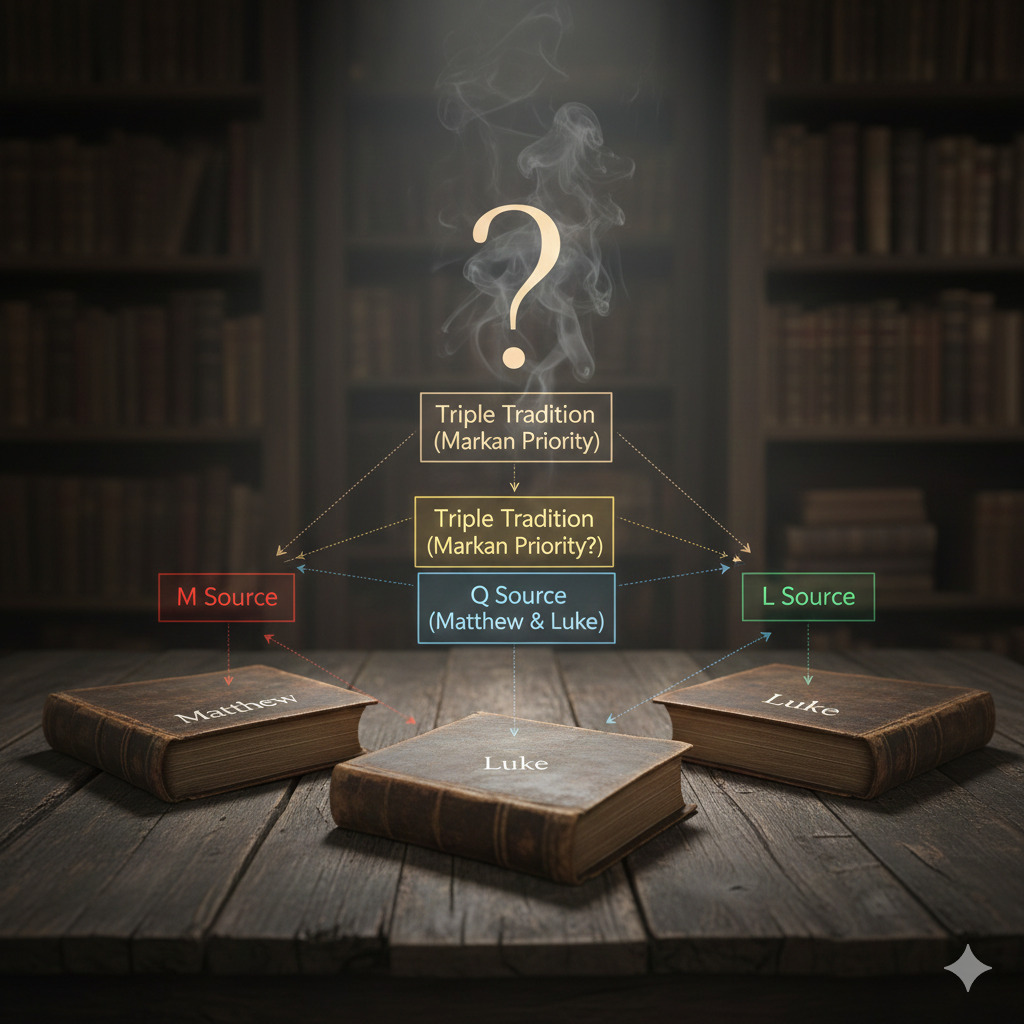 ?
Triple Tradition
(Markan Priority)
Triple Tradition
(Markan Priority?)
M Source
Q Source
(Matthew & Luke)
L Source
Matthew
Luke
Luke